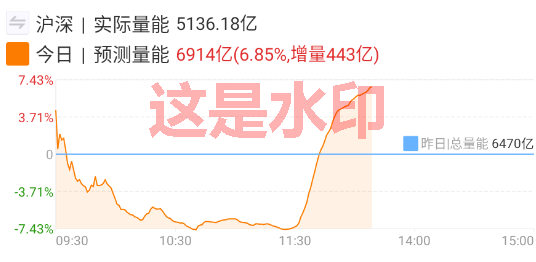 沪深 | 实际量能 5136.18亿
今日 | 预测量能 6914亿(6.85%,增量443亿)
7.43%
3.71%
这是水印
昨日|总量能 6470亿
0
-3.71%
-7.43%
09:30 10:30 11:30 14:00 15:00